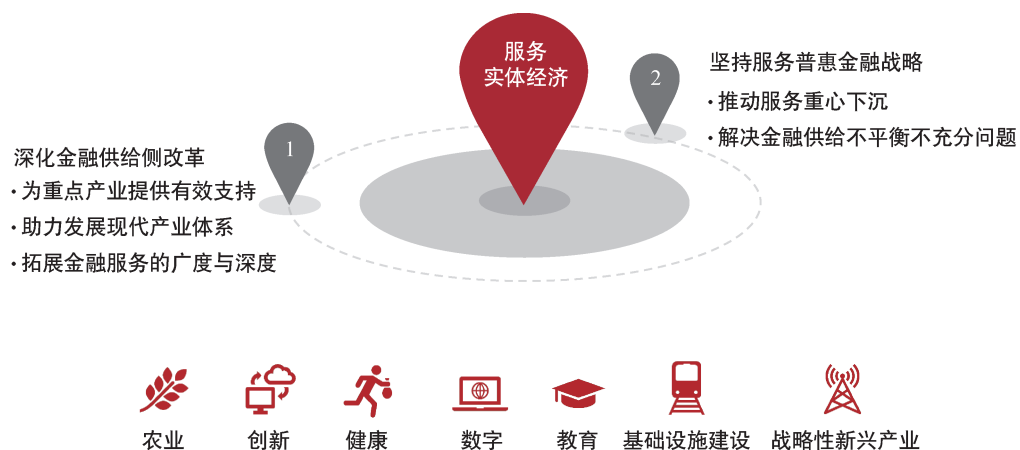 服务
实体经济
1
深化金融供给侧改革
·为重点产业提供有效支持
·助力发展现代产业体系
·拓展金融服务的广度与深度
2
坚持服务普惠金融战略
·推动服务重心下沉
·解决金融供给不平衡不充分问题
农业
创新
健康
数字
教育
基础设施建设
战略性新兴产业